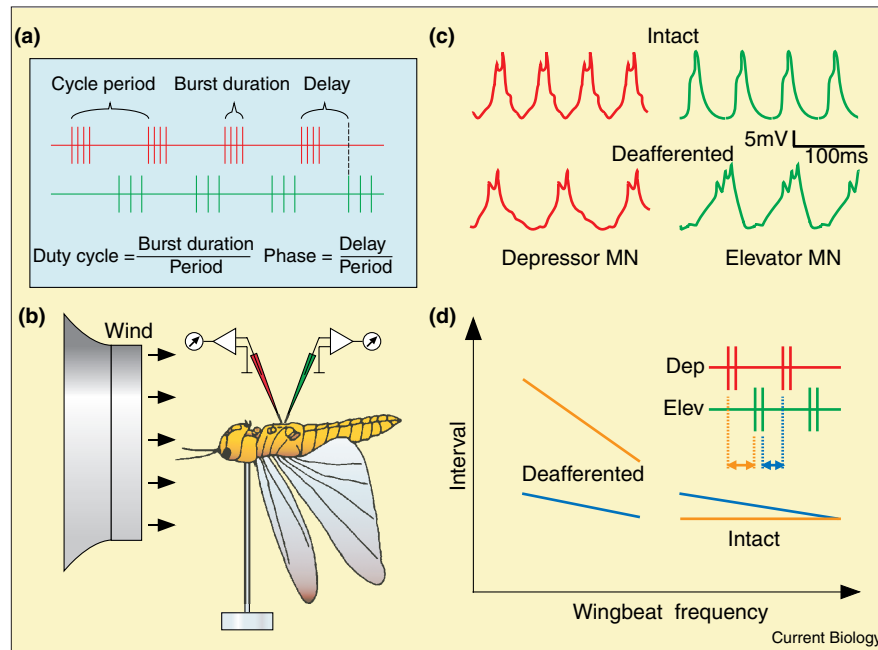 (a)
Cycle period Burst duration Delay
Duty cycle = Burst duration / Period Phase = Delay / Period
(b)
Wind
(c)
Intact
5mV
100ms
Deafferented
Depressor MN Elevator MN
(d)
Interval
Dep
Elev
Deafferented
Intact
Wingbeat frequency
Current Biology